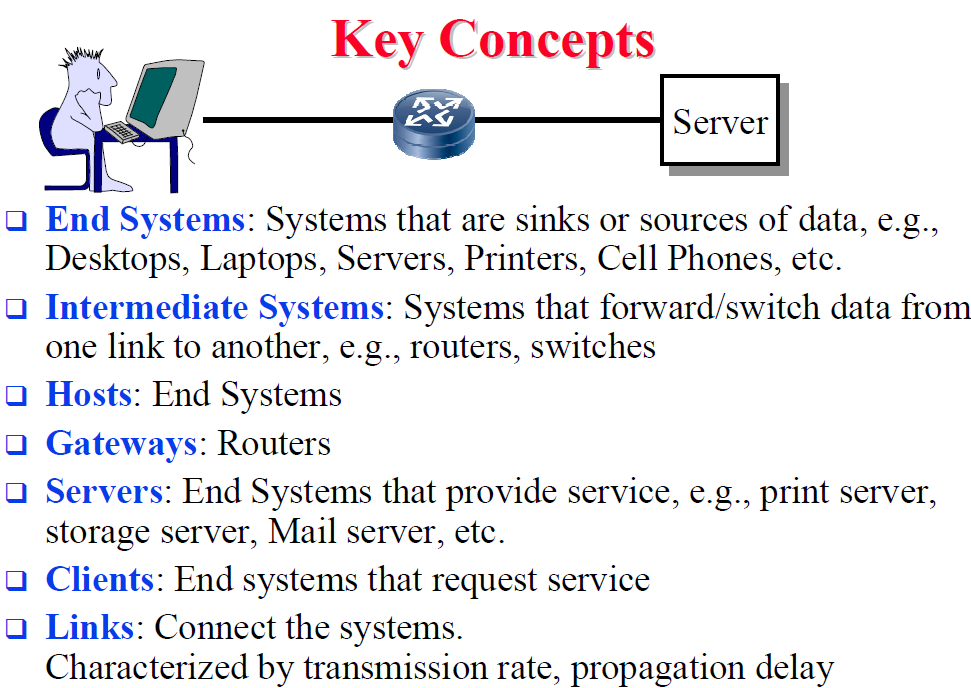 Key Concepts
Server
❑ End Systems: Systems that are sinks or sources of data, e.g.,
Desktops, Laptops, Servers, Printers, Cell Phones, etc.
❑ Intermediate Systems: Systems that forward/switch data from
one link to another, e.g., routers, switches
❑ Hosts: End Systems
❑ Gateways: Routers
❑ Servers: End Systems that provide service, e.g., print server,
storage server, Mail server, etc.
❑ Clients: End systems that request service
❑ Links: Connect the systems.
Characterized by transmission rate, propagation delay